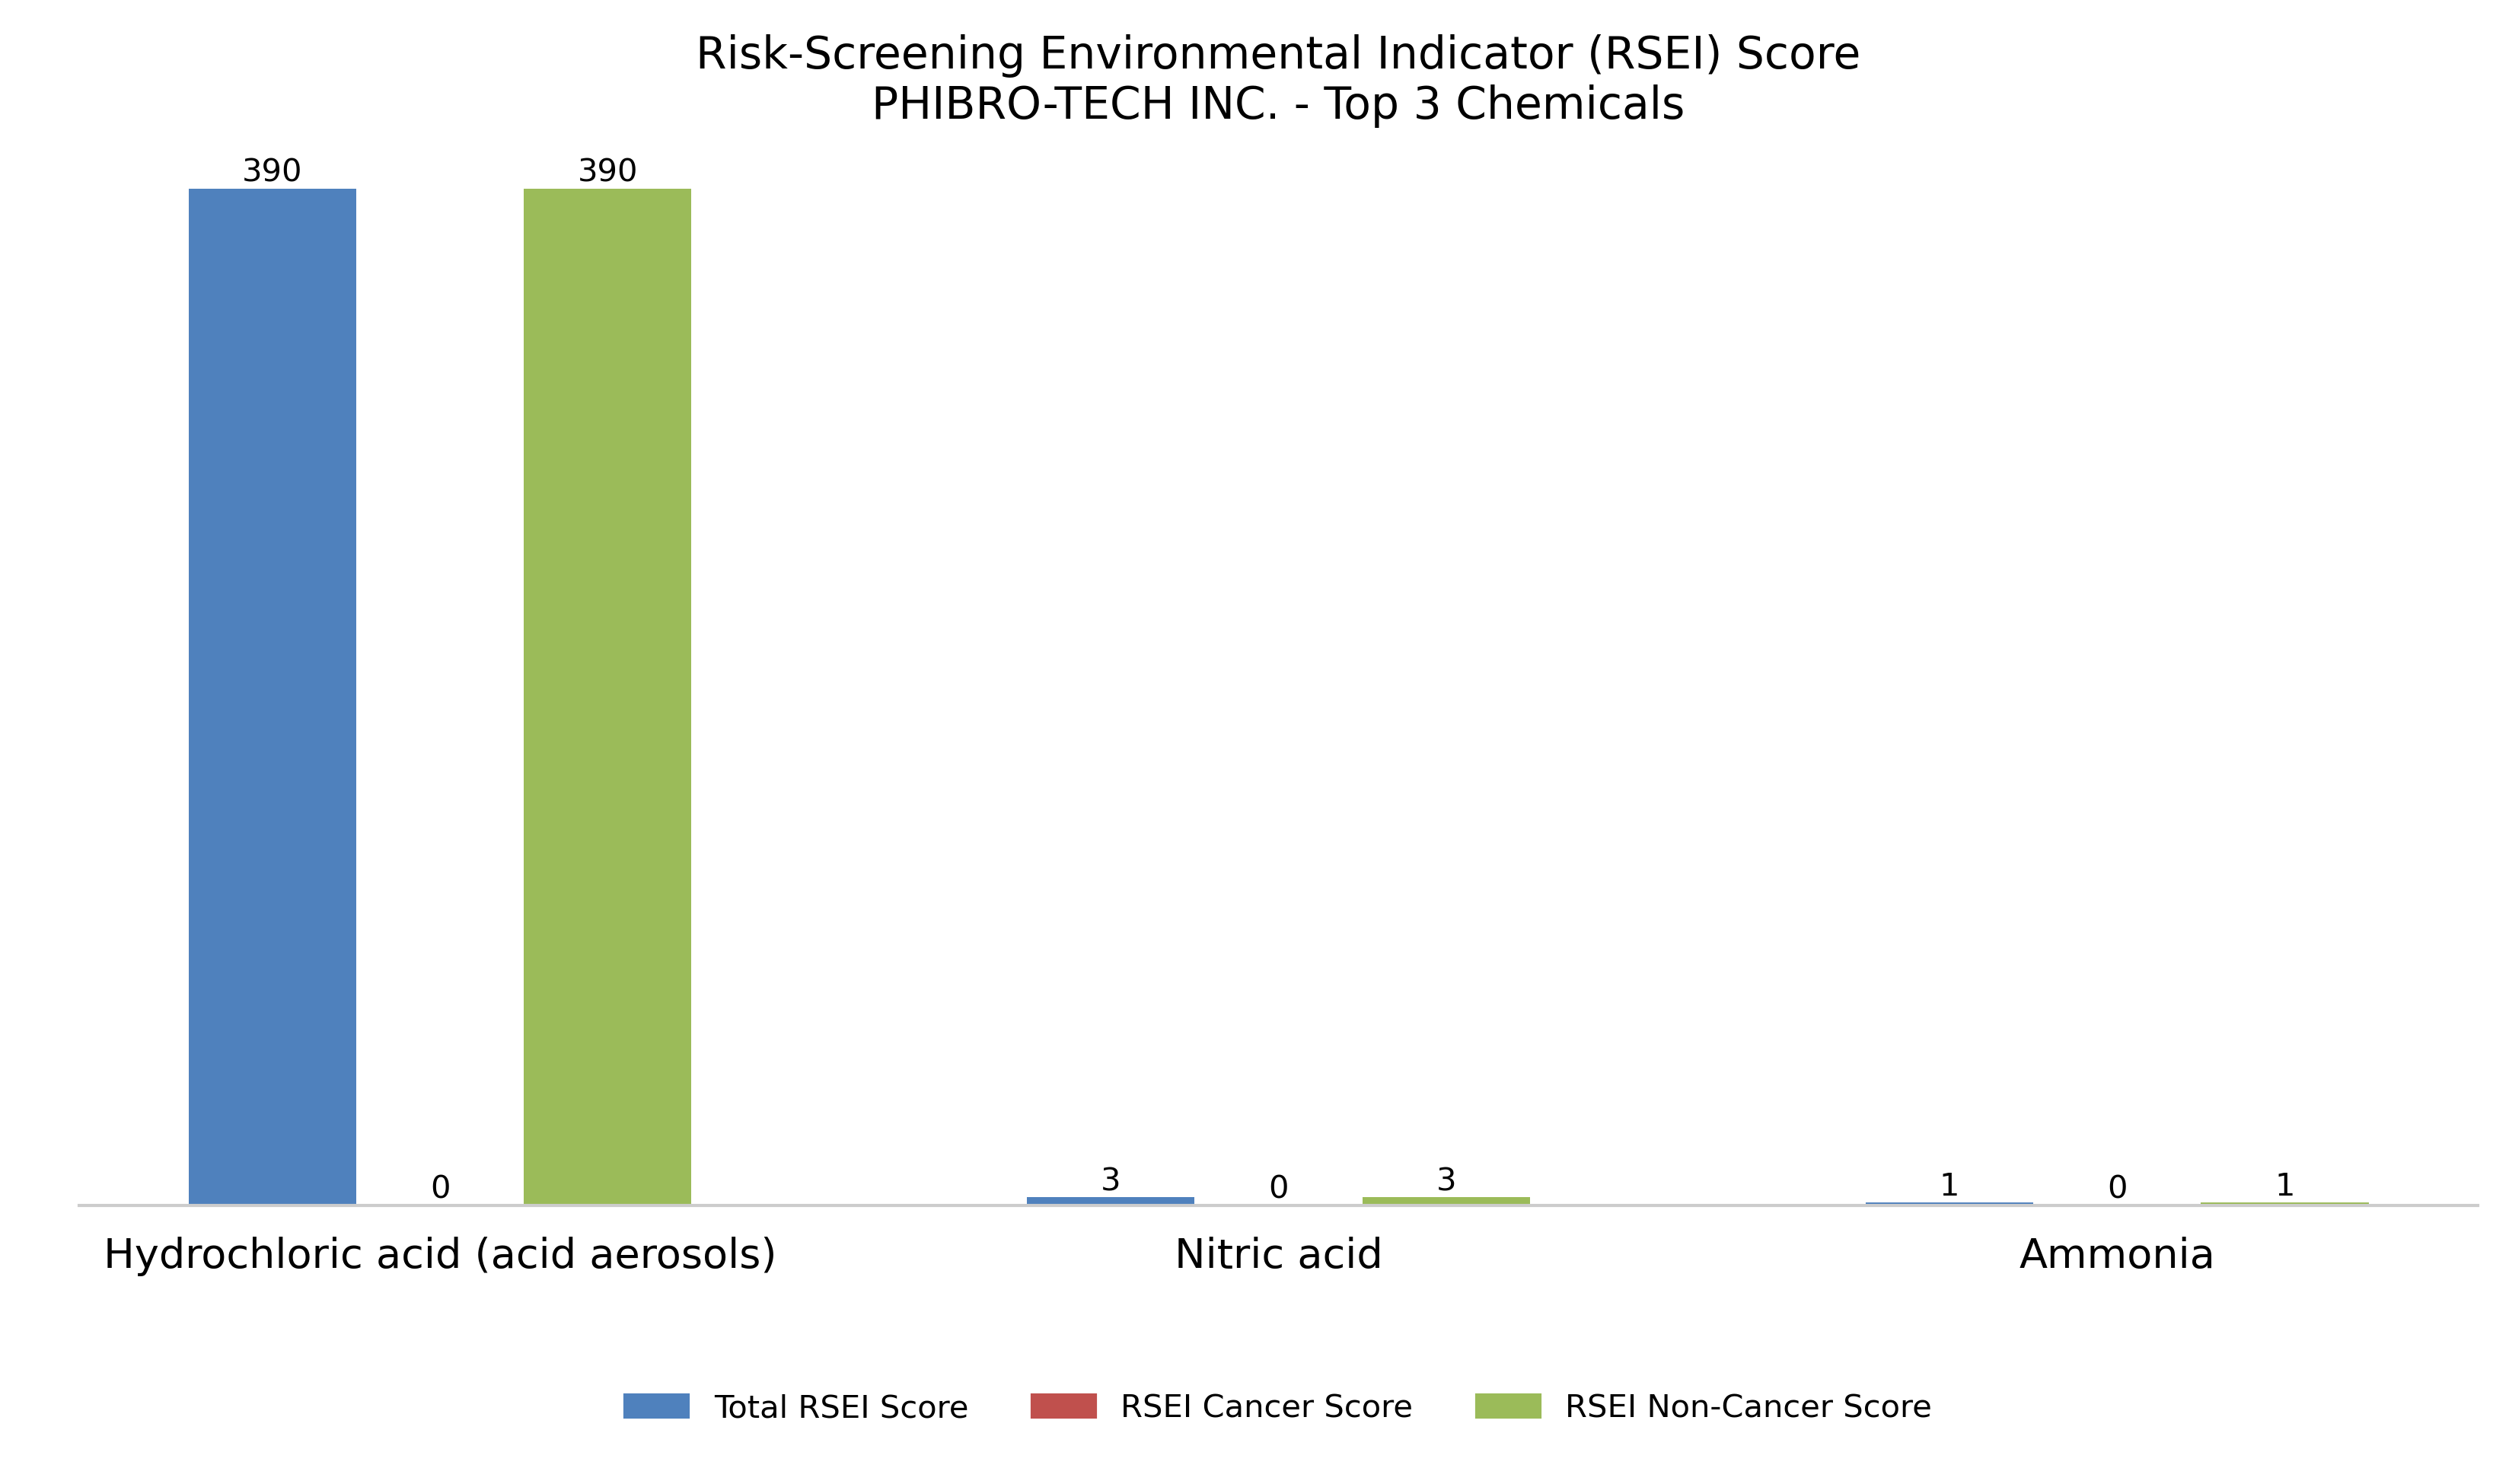 Risk-Screening Environmental Indicator (RSEI) Score
PHIBRO-TECH INC. - Top 3 Chemicals
390
390
0
3
0
3
1
0
1
Hydrochloric acid (acid aerosols)
Nitric acid
Ammonia
Total RSEI Score
RSEI Cancer Score
RSEI Non-Cancer Score